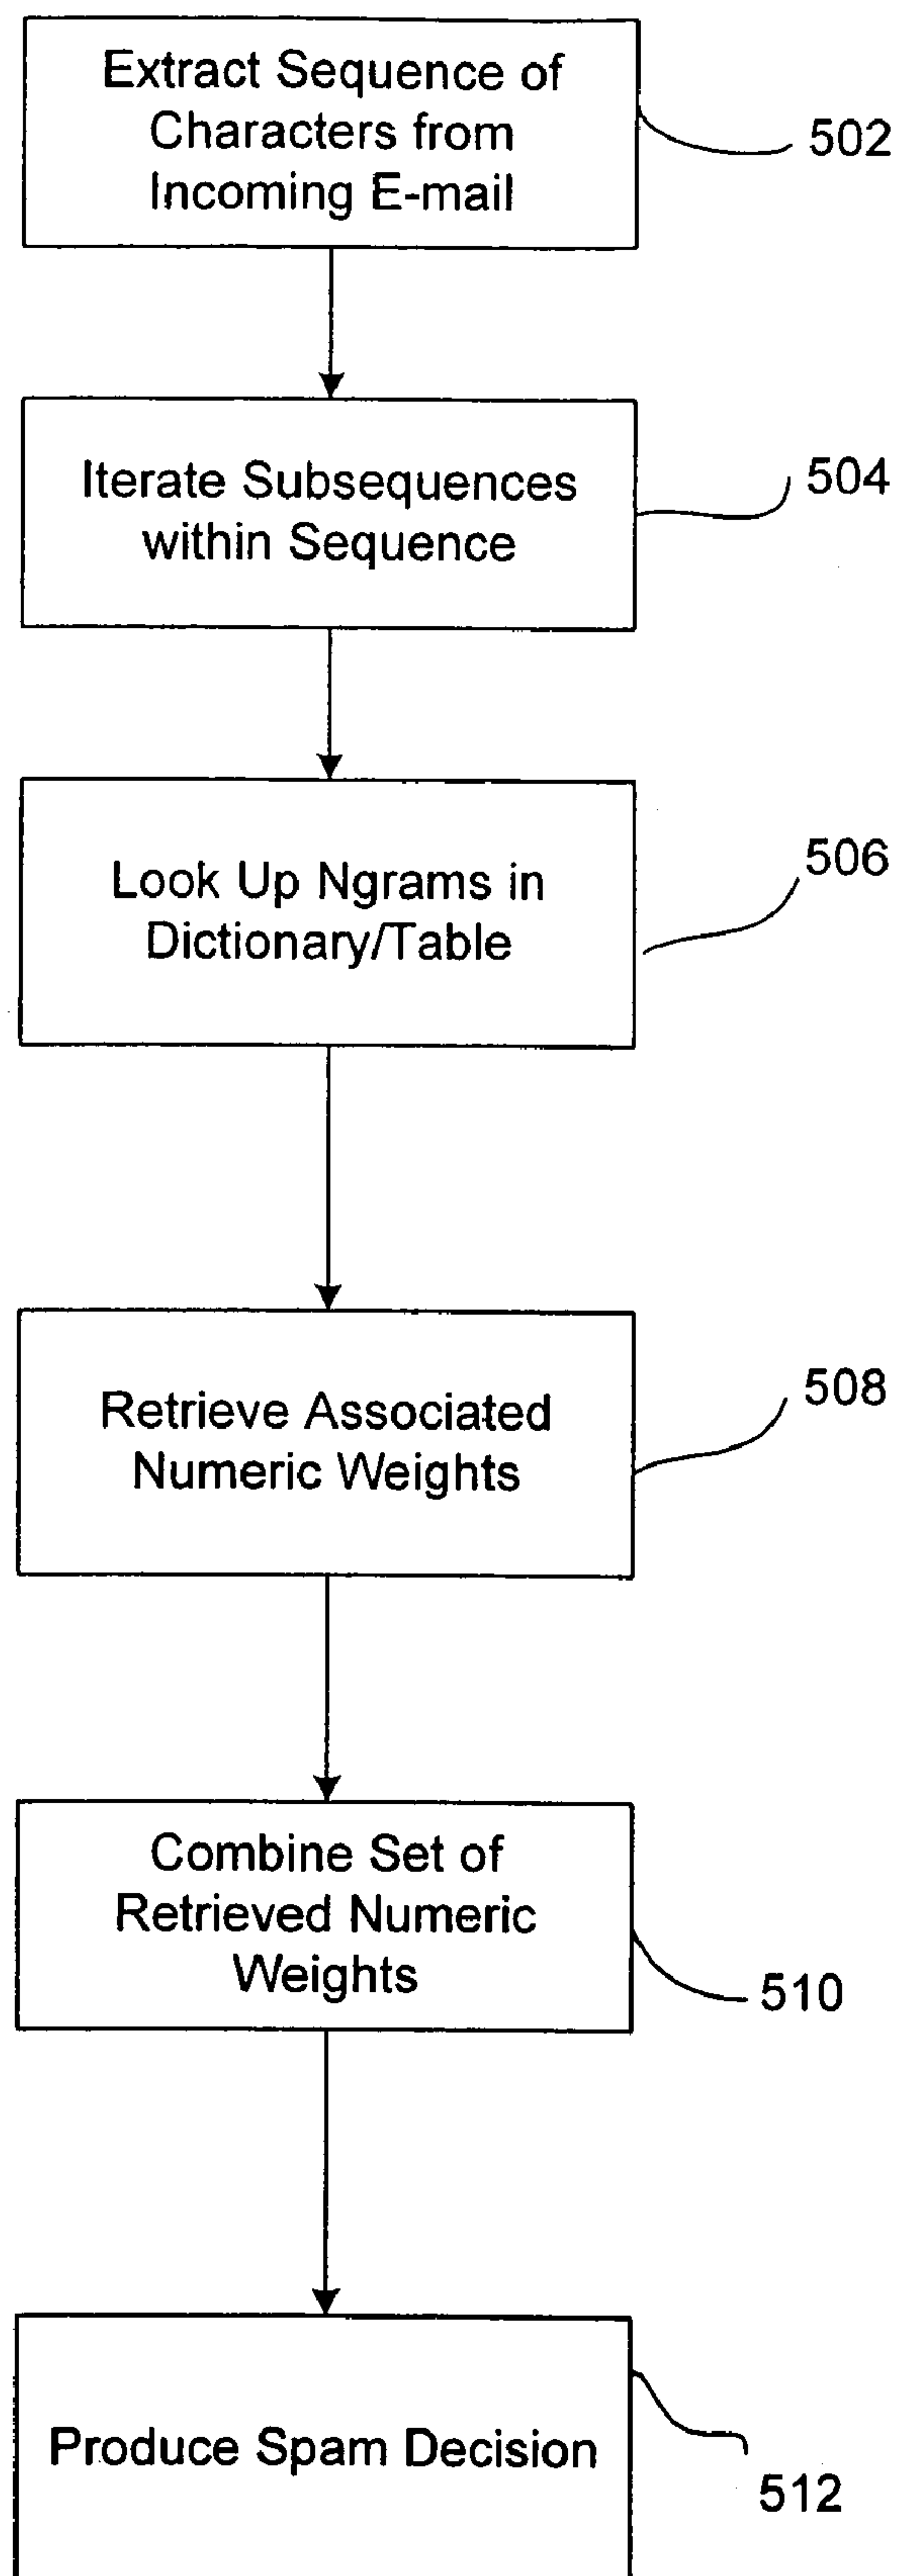 Extract Sequence of
Characters from
Incoming E-mail
502
Iterate Subsequences
within Sequence
504
Look Up Ngrams in
Dictionary/Table
506
Retrieve Associated
Numeric Weights
508
Combine Set of
Retrieved Numeric
Weights
510
Produce Spam Decision
512